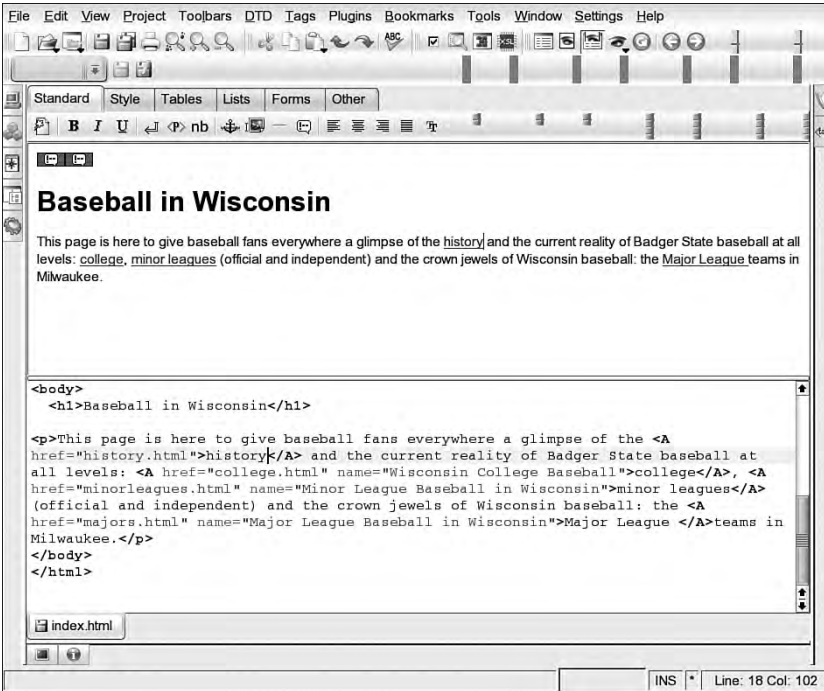 File Edit View Project Toolbars DTD Tags Plugins Bookmarks Tools Window Settings Help
ABC
Standard Style Tables Lists Forms Other
B I U <P> nb
Baseball in Wisconsin
This page is here to give baseball fans everywhere a glimpse of the history and the current reality of Badger State baseball at all
levels: college, minor leagues (official and independent) and the crown jewels of Wisconsin baseball: the Major League teams in
Milwaukee.
<body>
<h1>Baseball in Wisconsin</h1>
<p>This page is here to give baseball fans everywhere a glimpse of the <A
href="history.html">history</A> and the current reality of Badger State baseball at
all levels: <A href="college.html" name="Wisconsin College Baseball">college</A>, <A
href="minorleagues.html" name="Minor League Baseball in Wisconsin">minor leagues</A>
(official and independent) and the crown jewels of Wisconsin baseball: the <A
href="majors.html" name="Major League Baseball in Wisconsin">Major League </A>teams in
Milwaukee.</p>
</body>
</html>
index.html
INS * Line: 18 Col: 102